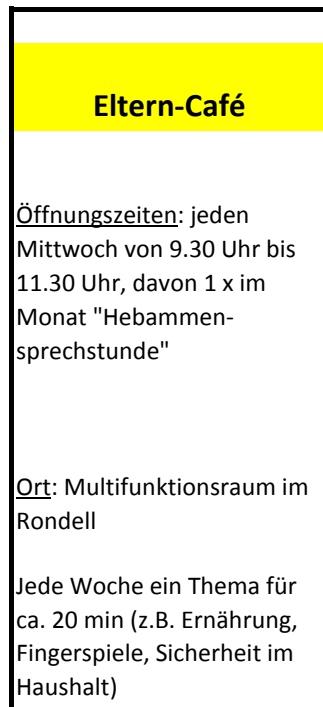 Eltern-Café
Öffnungszeiten: jeden
Mittwoch von 9.30 Uhr bis
11.30 Uhr, davon 1 x im
Monat "Hebammen-
sprechstunde"
Ort: Multifunktionsraum im
Rondell
Jede Woche ein Thema für
ca. 20 min (z.B. Ernährung,
Fingerspiele, Sicherheit im
Haushalt)